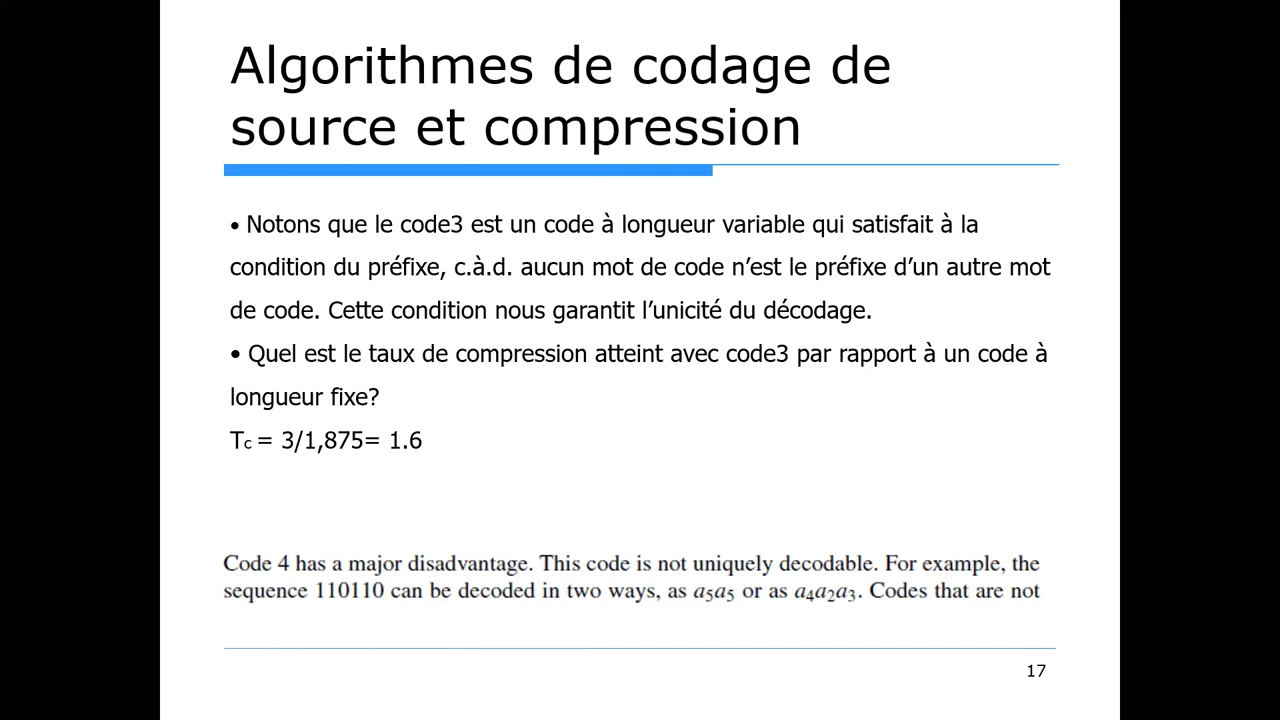 Algorithmes de codage de
source et compression
• Notons que le code3 est un code à longueur variable qui satisfait à la
condition du préfixe, c.à.d. aucun mot de code n’est le préfixe d’un autre mot
de code. Cette condition nous garantit l’unicité du décodage.
• Quel est le taux de compression atteint avec code3 par rapport à un code à
longueur fixe?
Tc = 3/1,875= 1.6
Code 4 has a major disadvantage. This code is not uniquely decodable. For example, the
sequence 110110 can be decoded in two ways, as a5a5 or as a4a2a3. Codes that are not
17